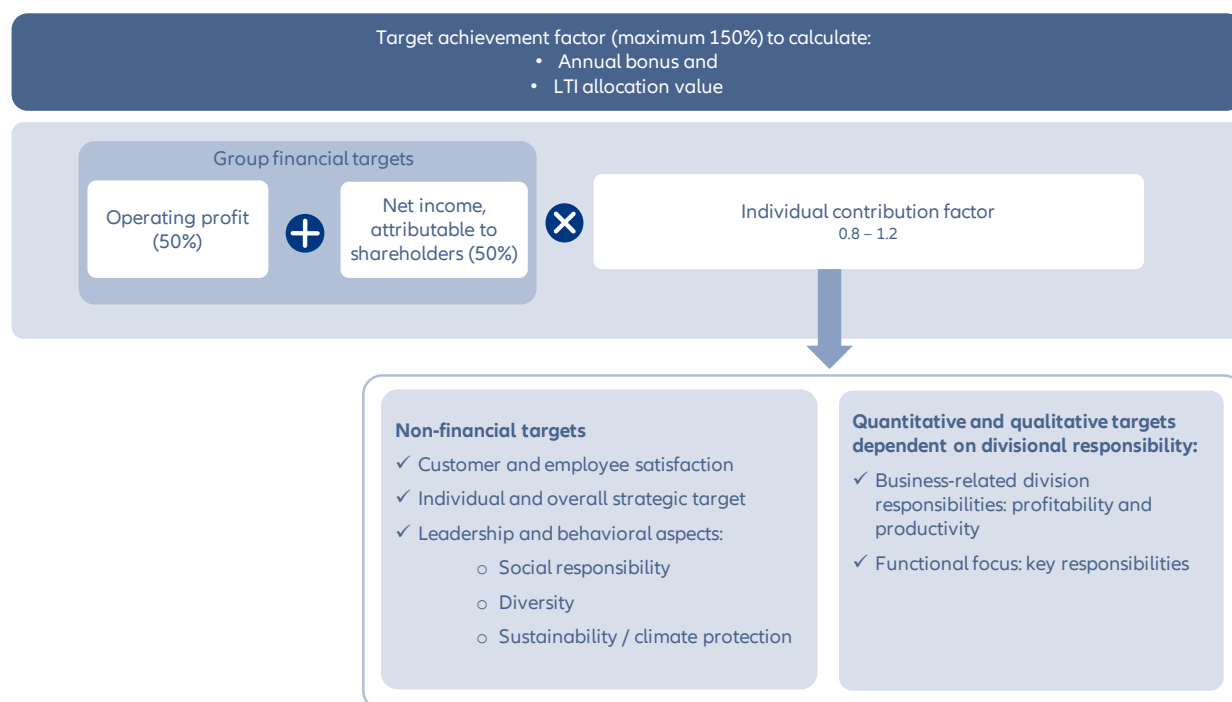 Target achievement factor (maximum 150%) to calculate:
• Annual bonus and
• LTI allocation value
Group financial targets
Operating profit
(50%)
Net income,
attributable to
shareholders (50%)
Individual contribution factor
0.8 – 1.2
Non-financial targets
✓ Customer and employee satisfaction
✓ Individual and overall strategic target
✓ Leadership and behavioral aspects:
o Social responsibility
o Diversity
o Sustainability / climate protection
Quantitative and qualitative targets
dependent on divisional responsibility:
✓ Business-related division
responsibilities: profitability and
productivity
✓ Functional focus: key responsibilities